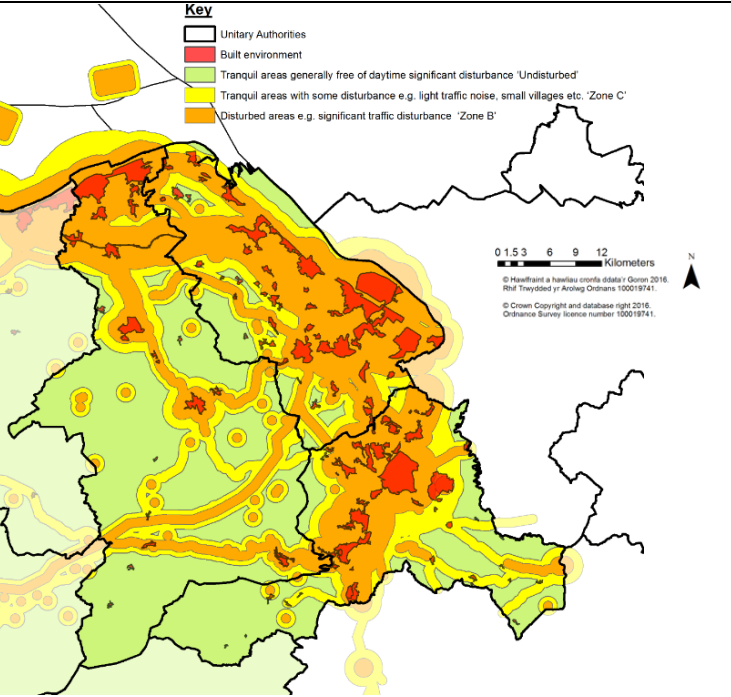 Key
Unitary Authorities
Built environment
Tranquil areas generally free of daytime significant disturbance 'Undisturbed'
Tranquil areas with some disturbance e.g. light traffic noise, small villages etc. 'Zone C'
Disturbed areas e.g. significant traffic disturbance 'Zone B'
0 1.5 3 6 9 12
Kilometers
N
© Hawlfraint a hawliau cronfa ddata'r Goron 2016.
Rhif Trwydded yr Arolwg Ordnans 100019741.
© Crown Copyright and database right 2016.
Ordnance Survey licence number 100019741.